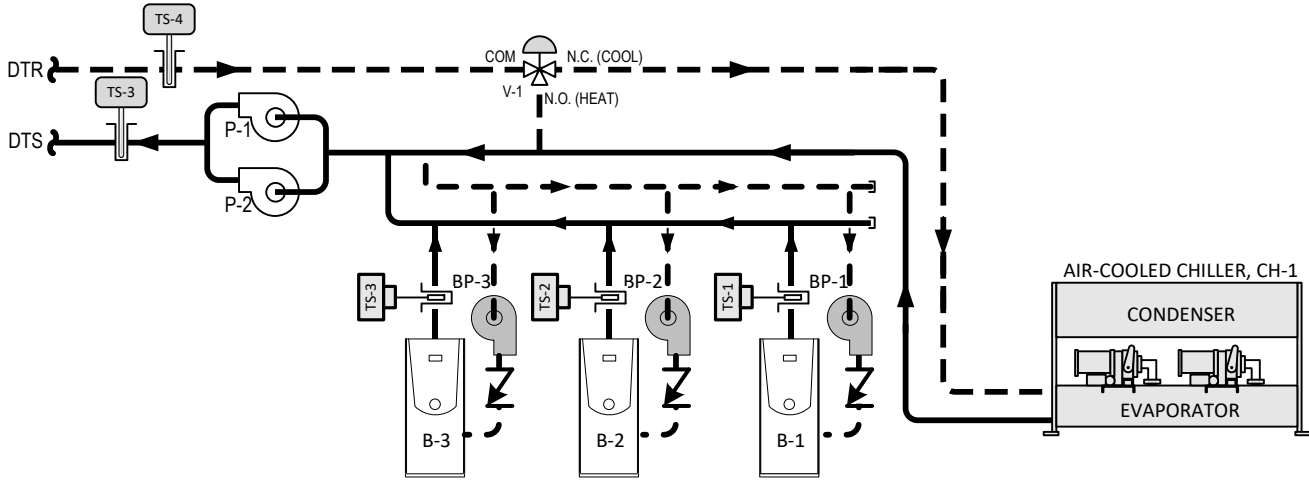 TS-4
COM
N.C. (COOL)
DTR
V-1
N.O. (HEAT)
TS-3
P-1
DTS
P-2
AIR-COOLED CHILLER, CH-1
BP-3
BP-2
BP-1
TS-3
TS-2
TS-1
CONDENSER
EVAPORATOR
B-3
B-2
B-1